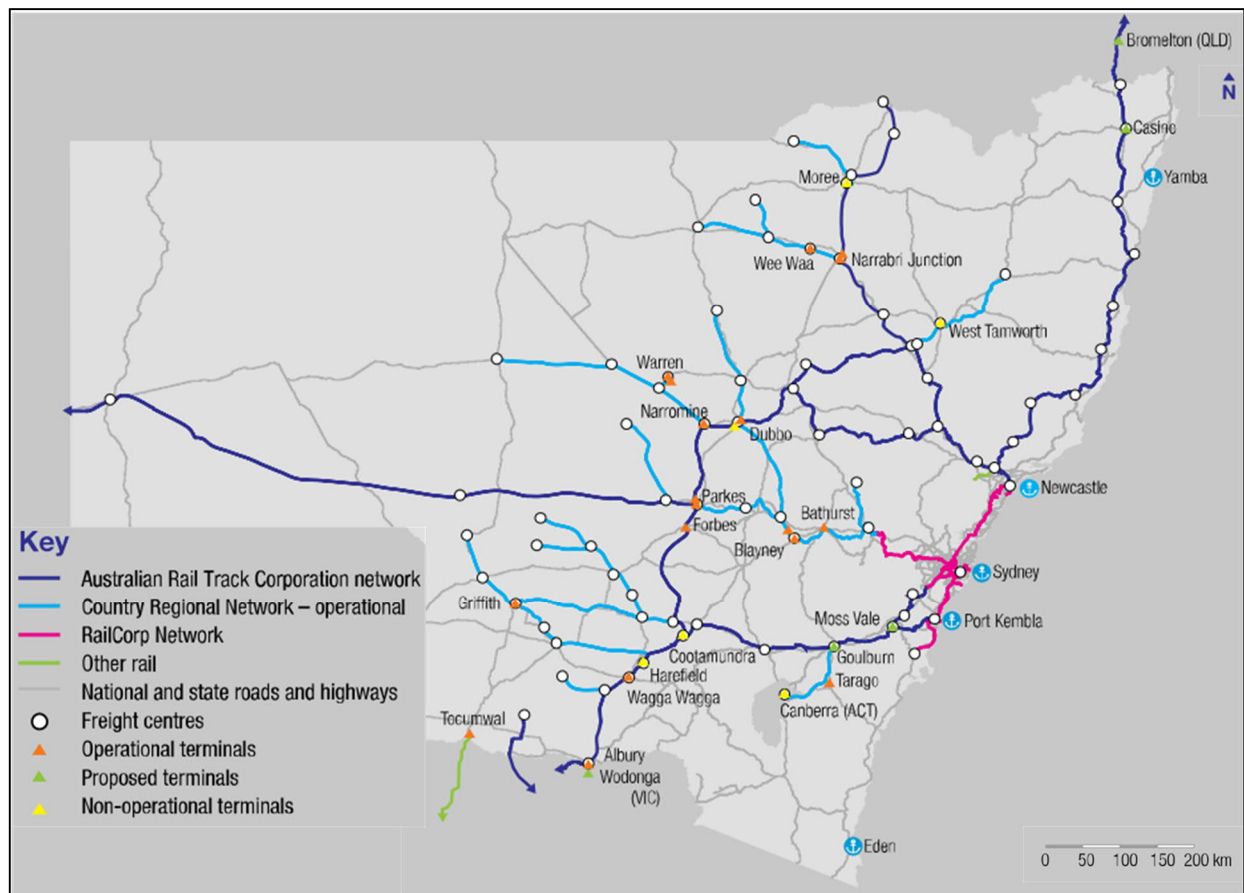 Bromelton (QLD)
N
Casino
Yamba
Moree
Wee Waa
Narrabri Junction
West Tamworth
Warren
Narromine
Dubbo
Newcastle
Parkes
Forbes
Bathurst
Blayney
Sydney
Key
Australian Rail Track Corporation network
Country Regional Network – operational
RailCorp Network
Other rail
National and state roads and highways
Freight centres
Operational terminals
Proposed terminals
Non-operational terminals
Griffith
Moss Vale
Port Kembla
Cootamundra
Goulburn
Harefield
Wagga Wagga
Tarago
Canberra (ACT)
Tocumwal
Albury
Wodonga
(VIC)
Eden
0 50 100 150 200 km